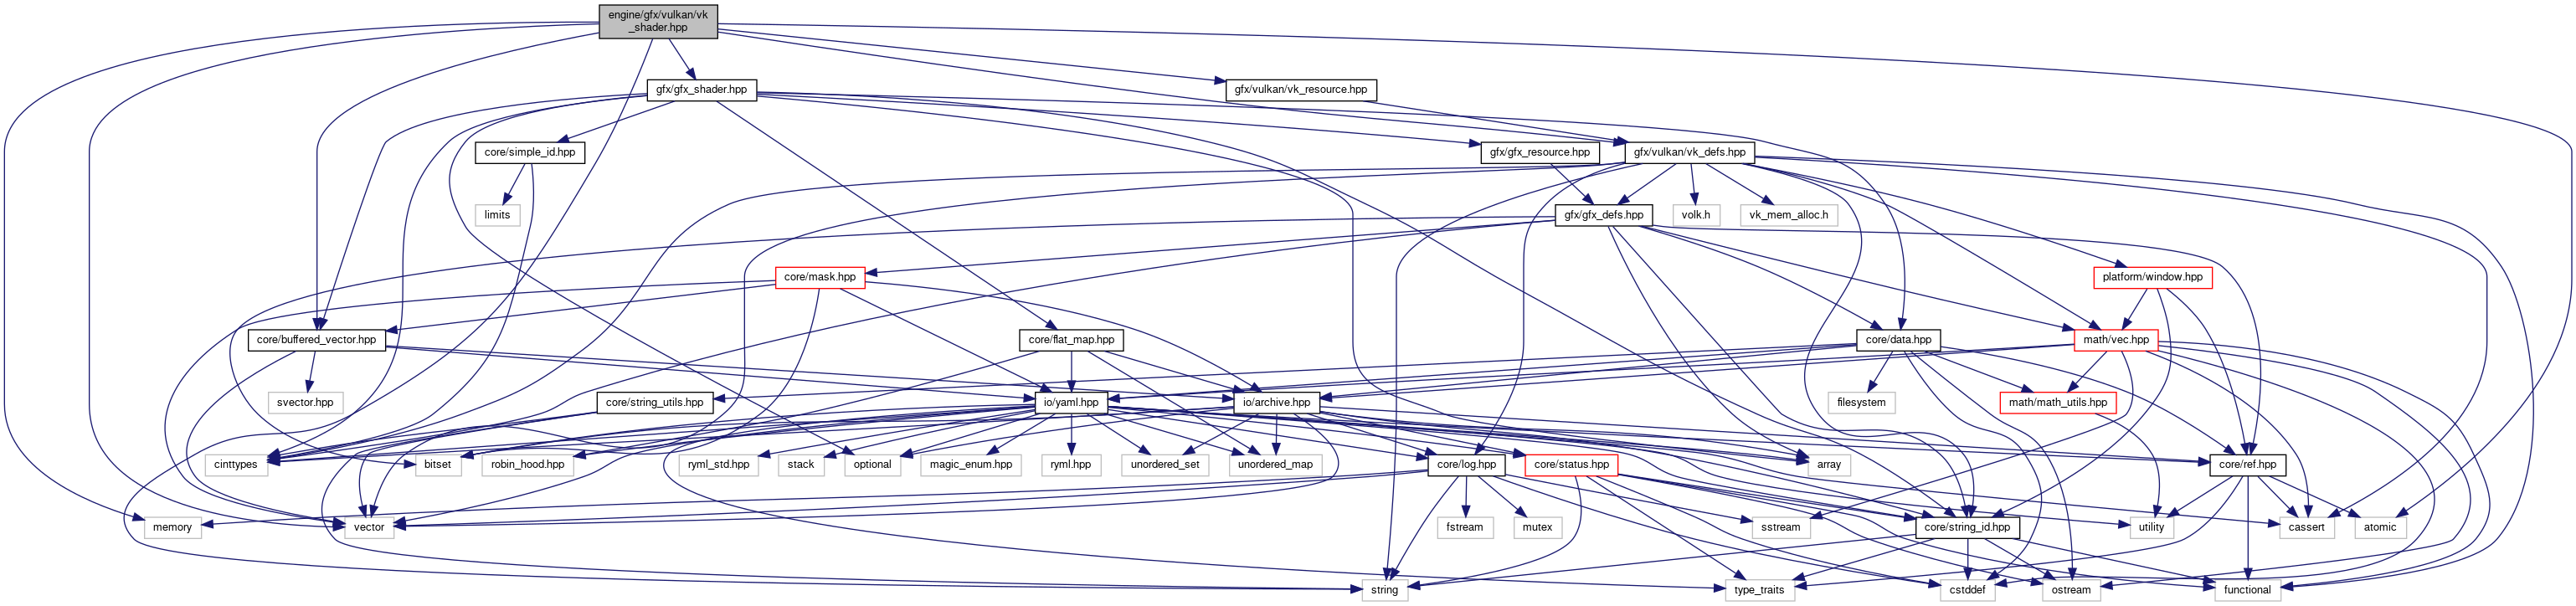 engine/gfx/vulkan/vk
_shader.hpp
gfx/gfx_shader.hpp
gfx/vulkan/vk_resource.hpp
core/simple_id.hpp
gfx/gfx_resource.hpp
gfx/vulkan/vk_defs.hpp
limits
gfx/gfx_defs.hpp
volk.h
vk_mem_alloc.h
core/mask.hpp
platform/window.hpp
core/buffered_vector.hpp
core/flat_map.hpp
core/data.hpp
math/vec.hpp
svector.hpp
core/string_utils.hpp
io/yaml.hpp
io/archive.hpp
filesystem
math/math_utils.hpp
cinttypes
bitset
robin_hood.hpp
ryml_std.hpp
stack
optional
magic_enum.hpp
ryml.hpp
unordered_set
unordered_map
core/log.hpp
core/status.hpp
array
core/ref.hpp
memory
vector
fstream
mutex
sstream
core/string_id.hpp
utility
cassert
atomic
string
type_traits
cstddef
ostream
functional